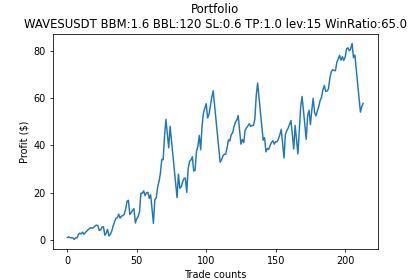 Portfolio
WAVESUSDT BBM:1.6 BBL:120 SL:0.6 TP:1.0 lev:15 WinRatio:65.0
Profit ($)
80
60
40
20
0
0 50 100 150 200
Trade counts